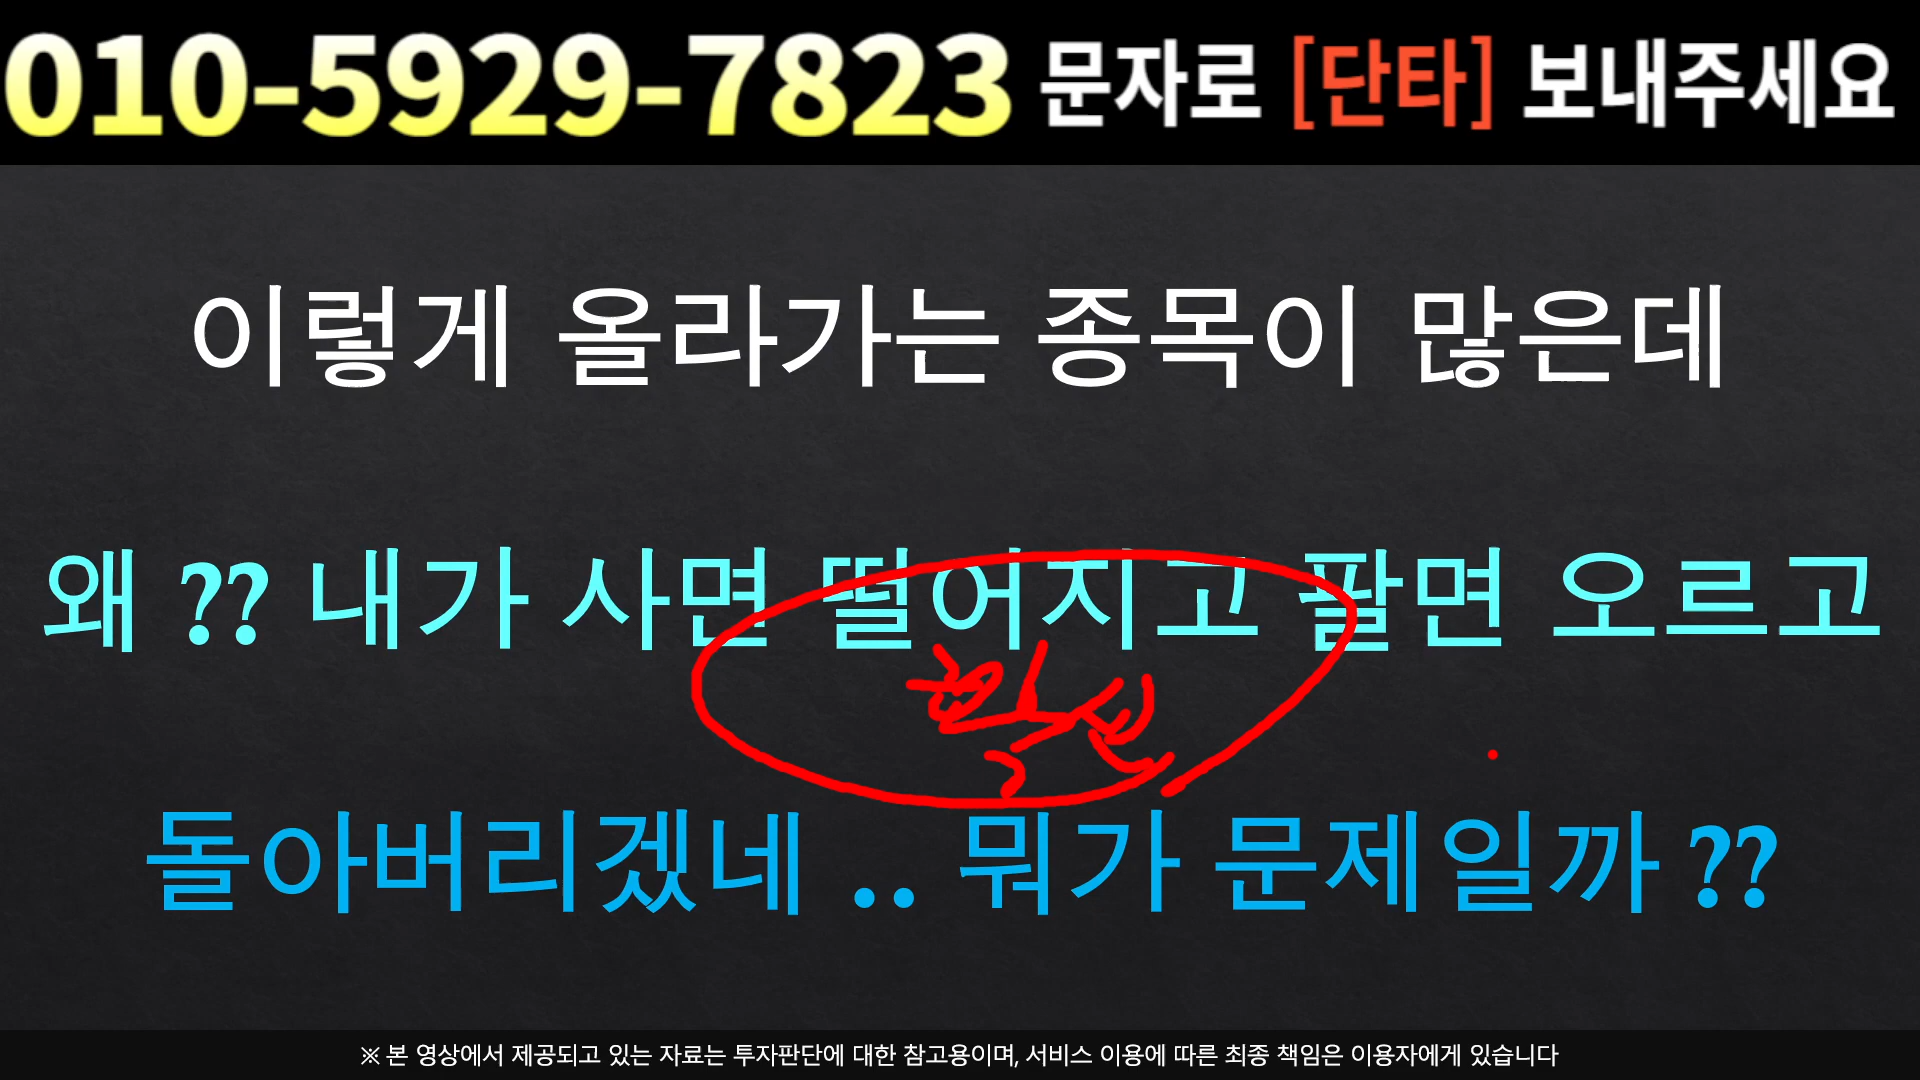 010-5929-7823 문자로 [단타] 보내주세요
이렇게 올라가는 종목이 많은데
왜 ?? 내가 사면 떨어지고 팔면 오르고
확신
돌아버리겠네 .. 뭐가 문제일까 ??
※ 본 영상에서 제공되고 있는 자료는 투자판단에 대한 참고용이며, 서비스 이용에 따른 최종 책임은 이용자에게 있습니다